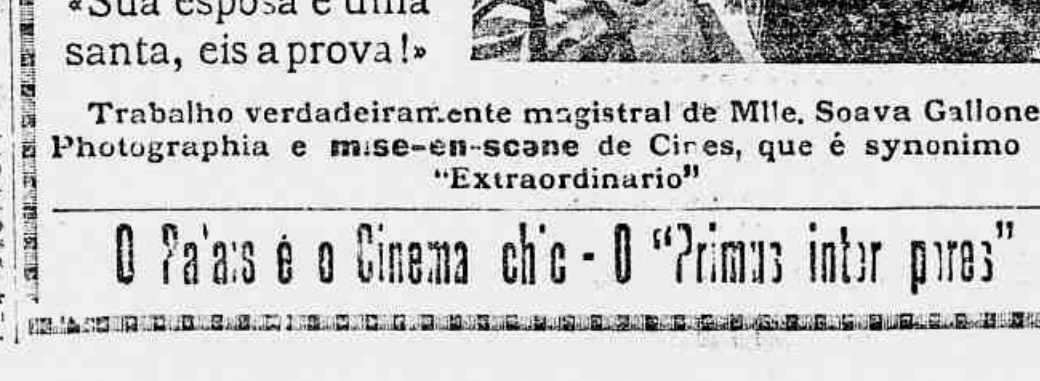 «Sua esposa é uma
santa, eis a prova!»
Trabalho verdadeiramente magistral de Mlle. Soava Gallone
Photographia e mise-en-scane de Cines, que é synonimo
“Extraordinario”
O Palais é o Cinema chic - O “Primus inter pares”